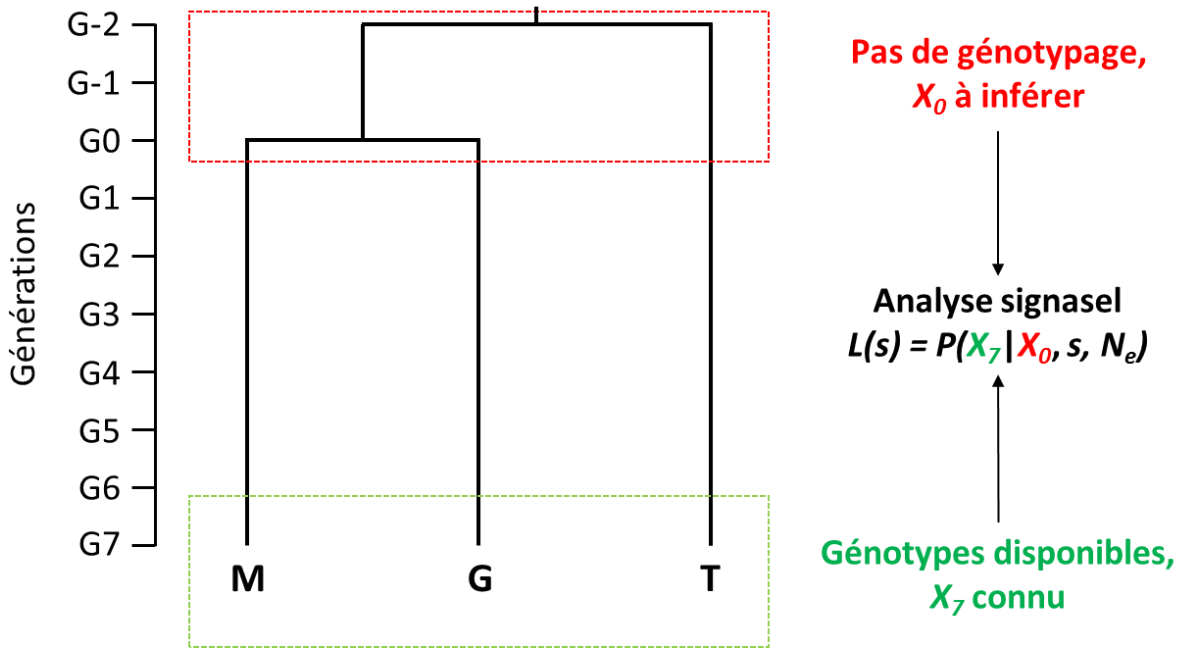 Générations
G-2
G-1
G0
G1
G2
G3
G4
G5
G6
G7
M G T
Pas de génotypage,
X₀ à inférer
Analyse signasel
L(s) = P(X₇|X₀, s, Nₑ)
Génotypes disponibles,
X₇ connu